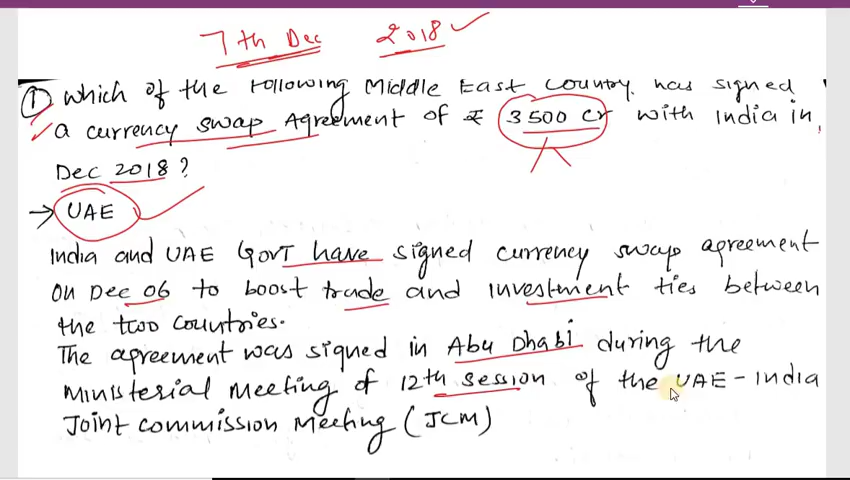 7th Dec 2018
① Which of the Following Middle East Country has signed
a currency swap Agreement of ₹ 3500 Cr with India in
Dec 2018?
→ UAE
India and UAE Govt have signed currency swap agreement
on Dec 06 to boost trade and investment ties between
the two countries.
The agreement was signed in Abu Dhabi during the
Ministerial Meeting of 12th session of the UAE-India
Joint commission Meeting (JCM)